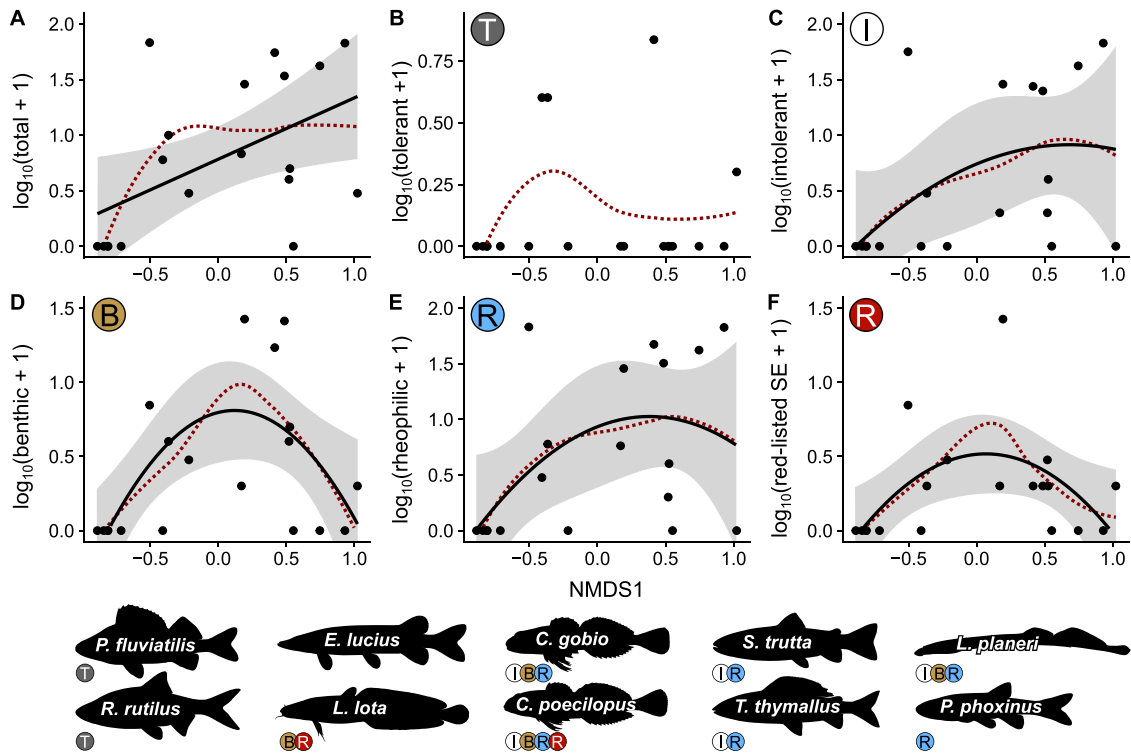 A
B
T
C
I
log10(total + 1)
2.0
1.5
1.0
0.5
0.0
−0.5 0.0 0.5 1.0
log10(tolerant +1)
0.75
0.50
0.25
0.00
−0.5 0.0 0.5 1.0
log10(intolerant + 1)
2.0
1.5
1.0
0.5
0.0
−0.5 0.0 0.5 1.0
D
B
E
R
F
R
log10(benthic + 1)
1.5
1.0
0.5
0.0
−0.5 0.0 0.5 1.0
log10(rheophilic + 1)
2.0
1.5
1.0
0.5
0.0
−0.5 0.0 0.5 1.0
log10(red-listed SE + 1)
1.5
1.0
0.5
0.0
−0.5 0.0 0.5 1.0
NMDS1
P. fluviatilis
T
E. lucius
C. gobio
I B R
S. trutta
I R
L. planeri
I B R
R. rutilus
T
L. lota
B R
C. poecilopus
I B R R
T. thymallus
I R
P. phoxinus
R